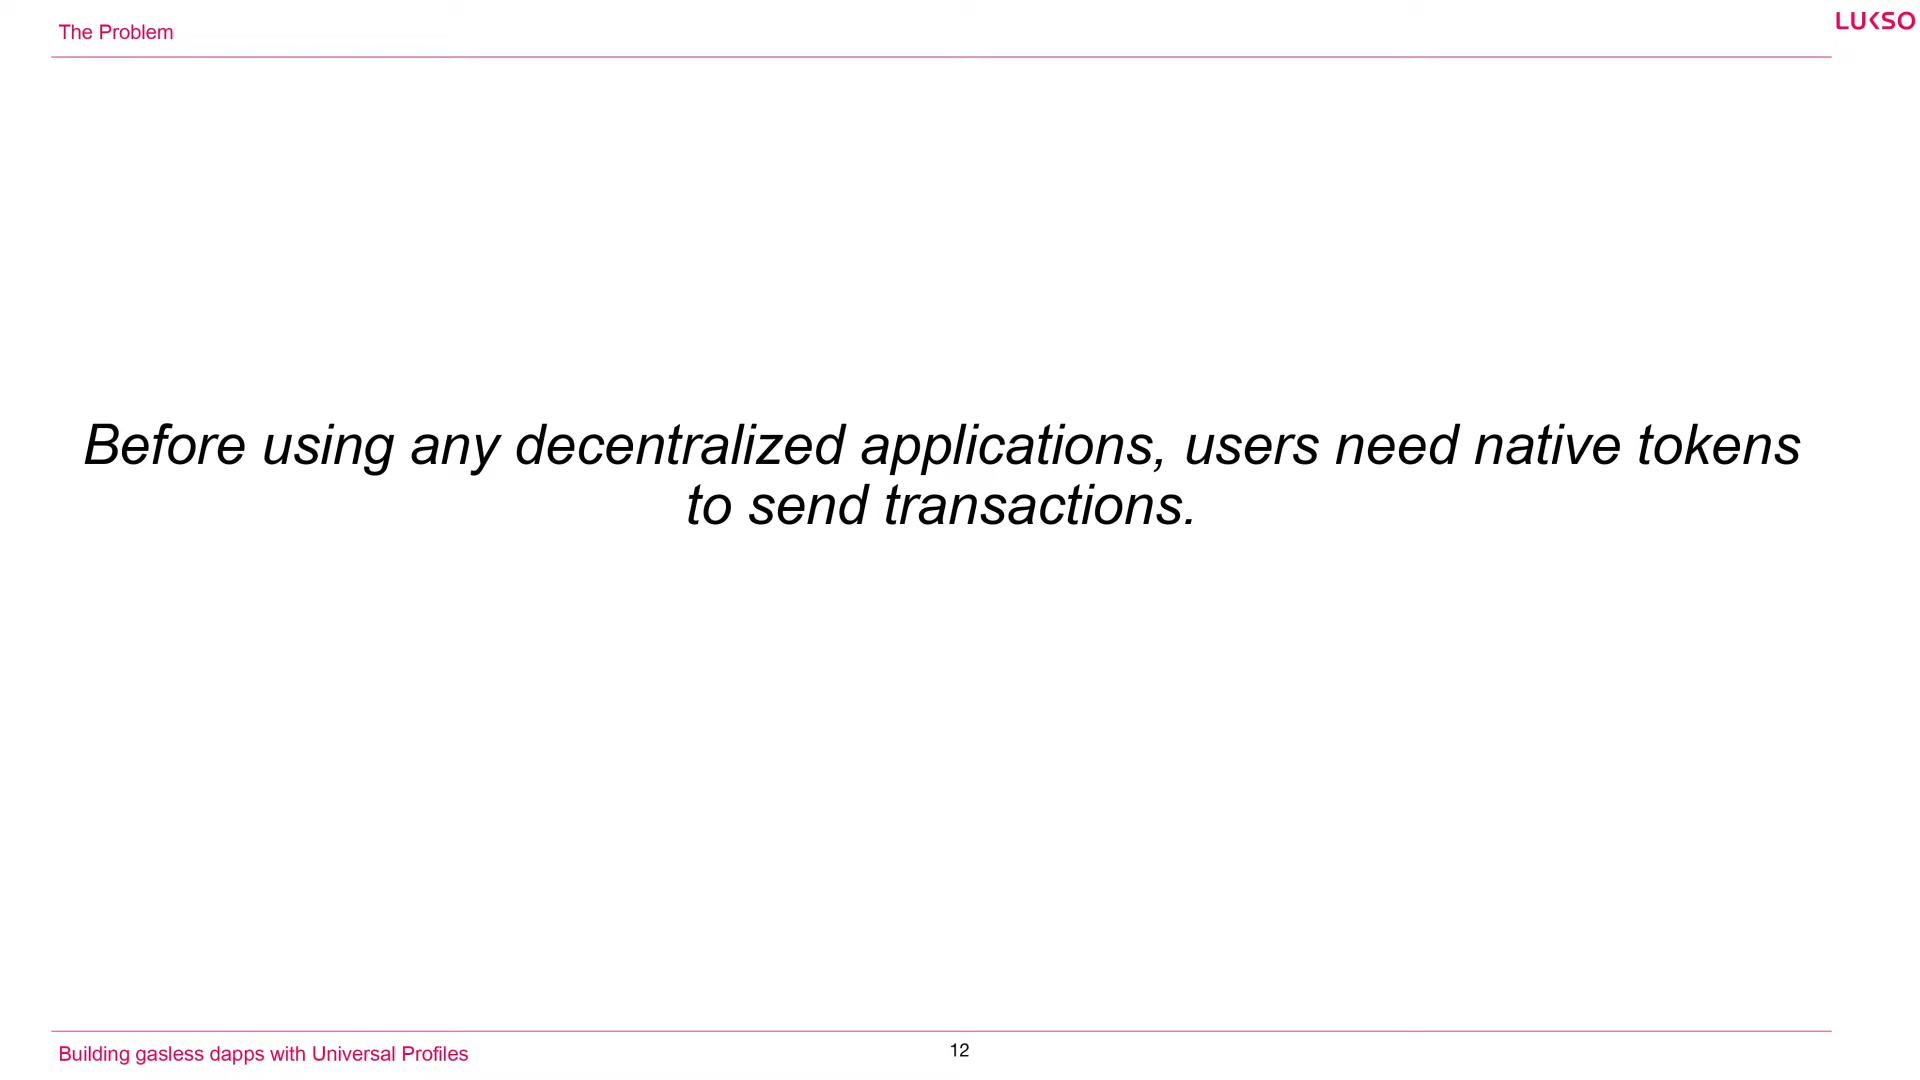 The Problem
LUKSO
Before using any decentralized applications, users need native tokens
to send transactions.
Building gasless dapps with Universal Profiles
12